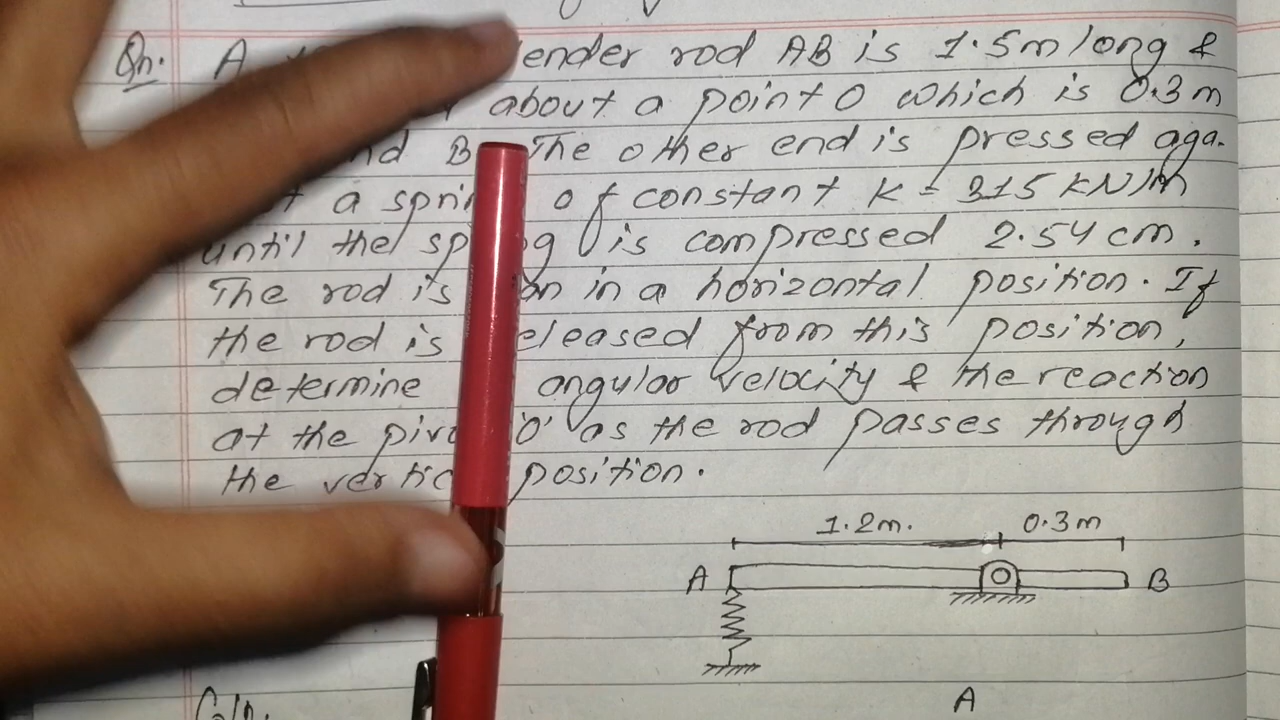 Qn. A ender rod AB is 1.5m long &
about a point O which is 0.3m
nd B The other end is pressed aga-
a spri of constant K = 315 KN/m
until the sp g is compressed 2.54 cm.
The rod is in a horizontal position. If
the rod is eleased from this position,
determine angular velocity & the reaction
at the piv 'O' as the rod passes through
the vertic position.
1.2m. 0.3m
A B
A